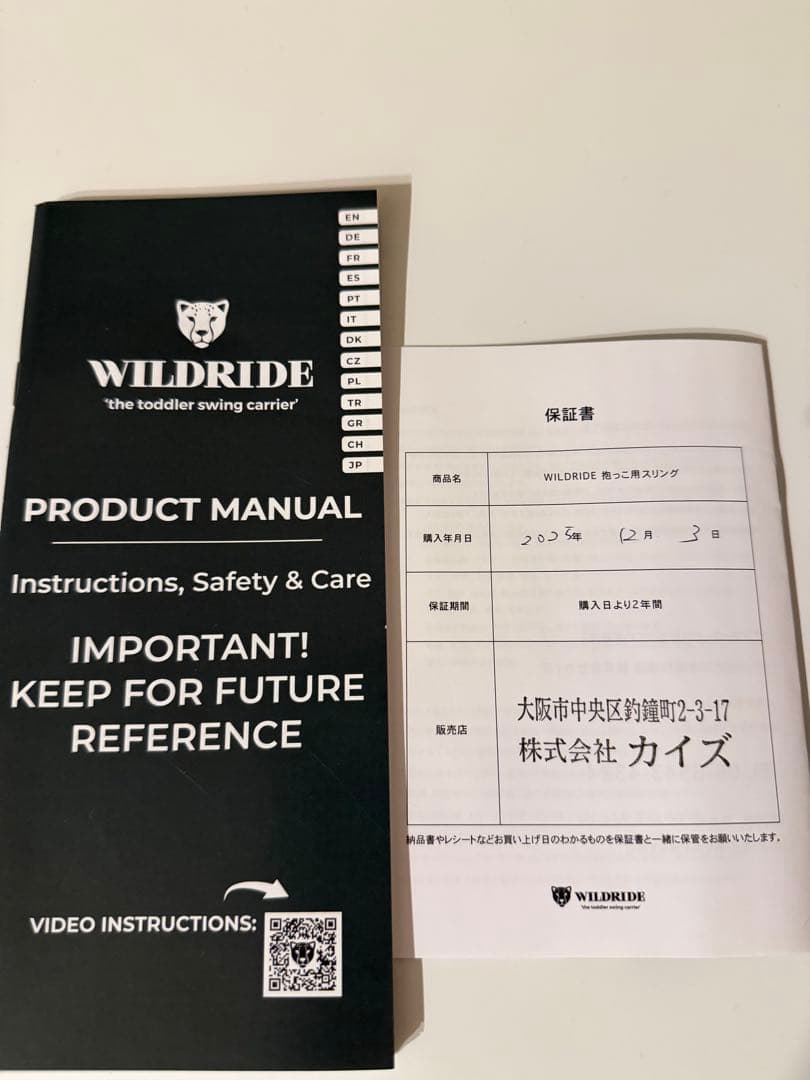 EN
DE
FR
ES
PT
IT
DK
CZ
PL
TR
GR
CH
JP
WILDRIDE
'the toddler swing carrier'
PRODUCT MANUAL
Instructions, Safety & Care
IMPORTANT!
KEEP FOR FUTURE
REFERENCE
VIDEO INSTRUCTIONS:
保証書
商品名 WILDRIDE 抱っこ用スリング
購入年月日 2025年 12月 3日
保証期間 購入日より2年間
販売店 大阪市中央区釣鐘町2-3-17
株式会社 カイズ
納品書やレシートなどお買い上げ日のわかるものを保証書と一緒に保管をお願いいたします。
WILDRIDE
'the toddler swing carrier'